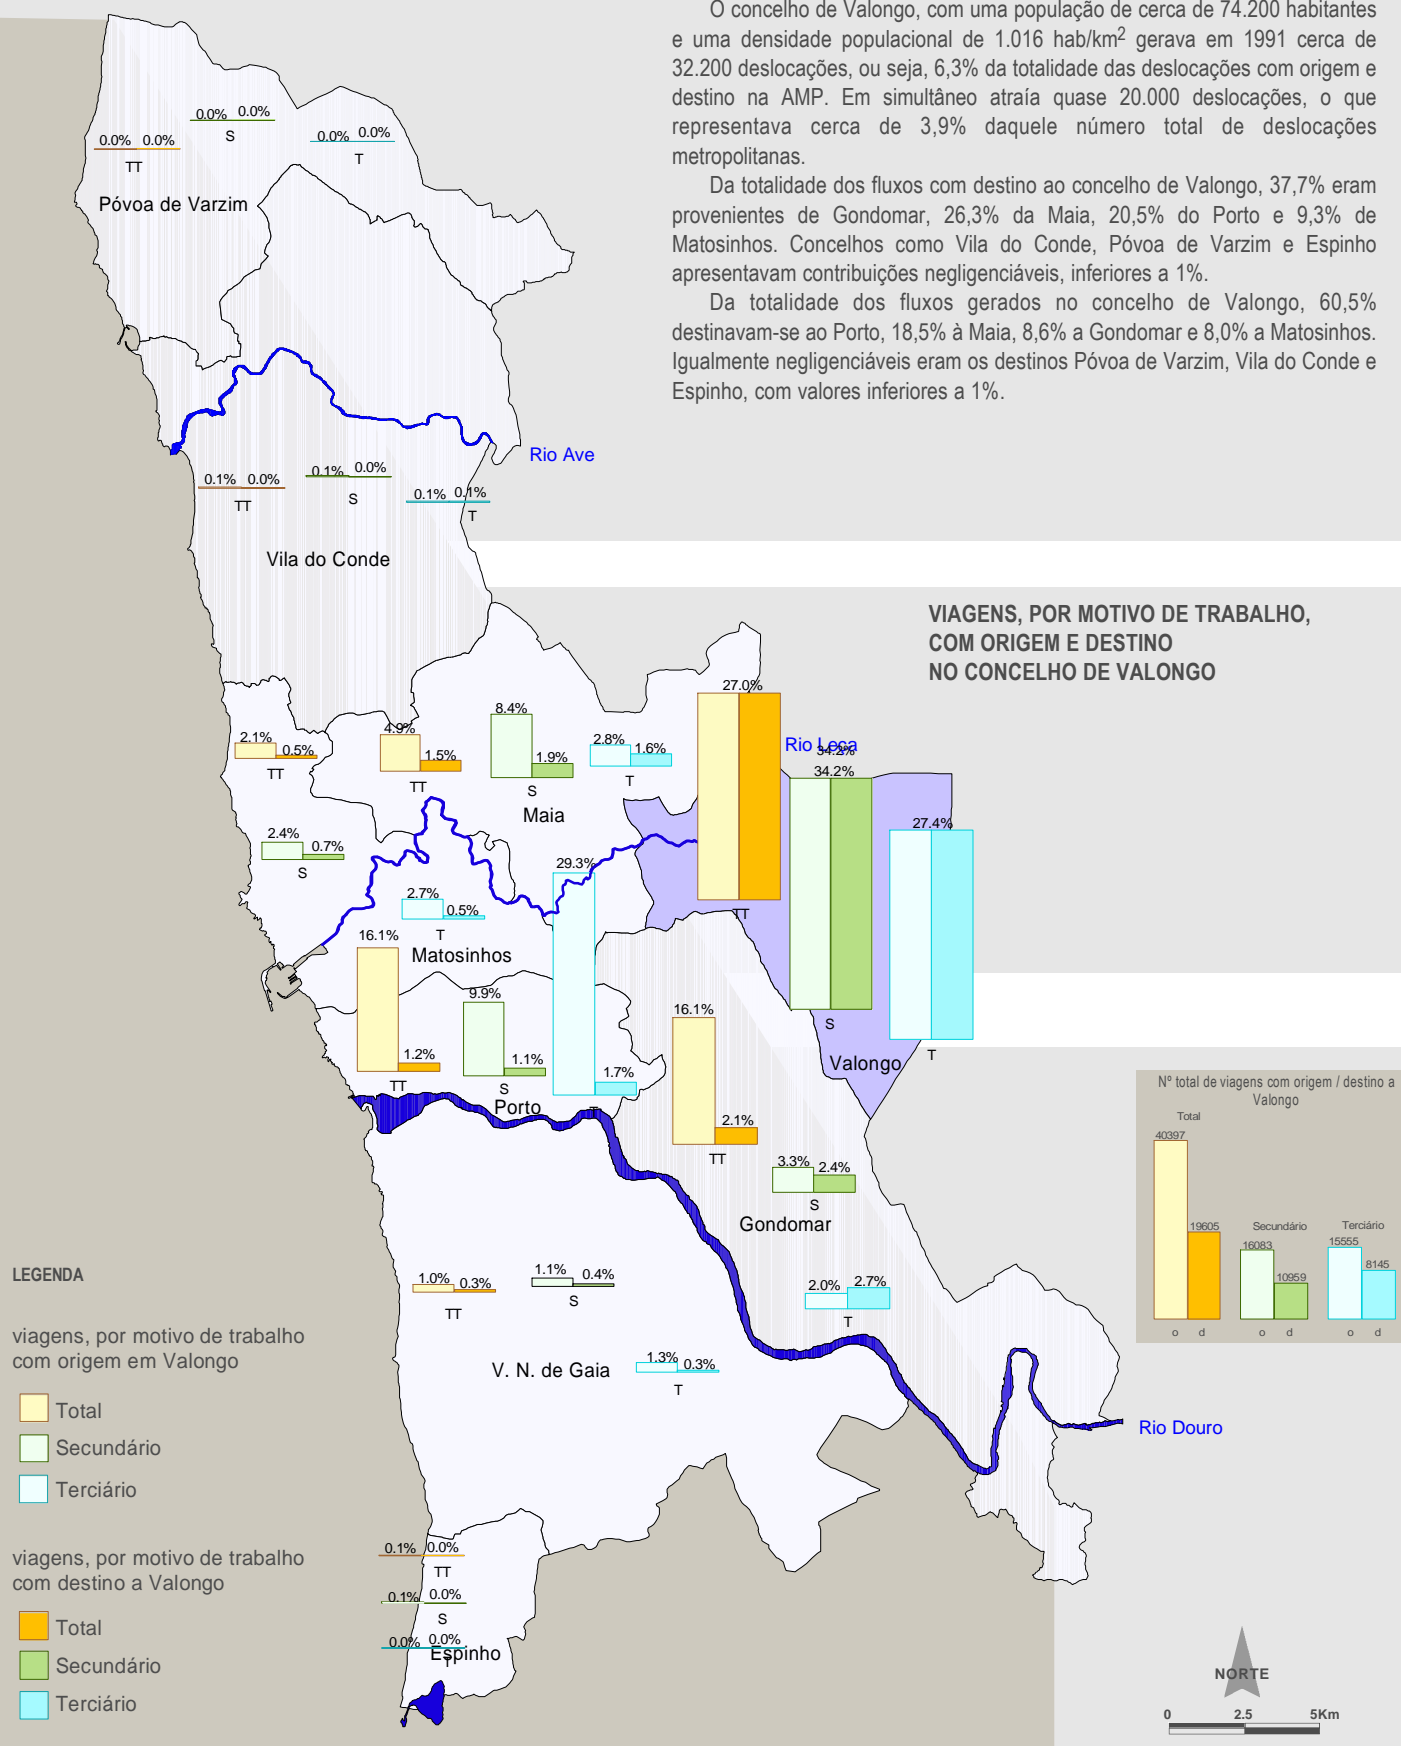 O concelho de Valongo, com uma população de cerca de 74.200 habitantes
e uma densidade populacional de 1.016 hab/km2 gerava em 1991 cerca de
32.200 deslocações, ou seja, 6,3% da totalidade das deslocações com origem e
destino na AMP. Em simultâneo atraía quase 20.000 deslocações, o que
representava cerca de 3,9% daquele número total de deslocações
metropolitanas.
Da totalidade dos fluxos com destino ao concelho de Valongo, 37,7% eram
provenientes de Gondomar, 26,3% da Maia, 20,5% do Porto e 9,3% de
Matosinhos. Concelhos como Vila do Conde, Póvoa de Varzim e Espinho
apresentavam contribuições negligenciáveis, inferiores a 1%.
Da totalidade dos fluxos gerados no concelho de Valongo, 60,5%
destinavam-se ao Porto, 18,5% à Maia, 8,6% a Gondomar e 8,0% a Matosinhos.
Igualmente negligenciáveis eram os destinos Póvoa de Varzim, Vila do Conde e
Espinho, com valores inferiores a 1%.
0.0% 0.0%
S
0.0% 0.0%
TT
0.0% 0.0%
T
Póvoa de Varzim
Rio Ave
0.1% 0.0%
TT
0.1% 0.0%
S
0.1% 0.1%
T
Vila do Conde
VIAGENS, POR MOTIVO DE TRABALHO,
COM ORIGEM E DESTINO
NO CONCELHO DE VALONGO
2.1% 0.5%
TT
4.9% 1.5%
TT
8.4% 1.9%
S
2.8% 1.6%
T
Maia
27.0%
TT
Rio Leça
34.2%
34.2%
S
27.4%
T
Valongo
2.4% 0.7%
S
2.7% 0.5%
T
Matosinhos
16.1% 1.2%
TT
9.9% 1.1%
S
29.3% 1.7%
T
Porto
16.1% 2.1%
TT
3.3% 2.4%
S
Gondomar
2.0% 2.7%
T
1.0% 0.3%
TT
1.1% 0.4%
S
V. N. de Gaia
1.3% 0.3%
T
Rio Douro
0.1% 0.0%
TT
0.1% 0.0%
S
0.0% 0.0%
T
Espinho
Nº total de viagens com origem / destino a
Valongo
Total
40397
19605
o d
Secundário
16083
10959
o d
Terciário
15555
8145
o d
LEGENDA
viagens, por motivo de trabalho
com origem em Valongo
Total
Secundário
Terciário
viagens, por motivo de trabalho
com destino a Valongo
Total
Secundário
Terciário
NORTE
0 2.5 5Km